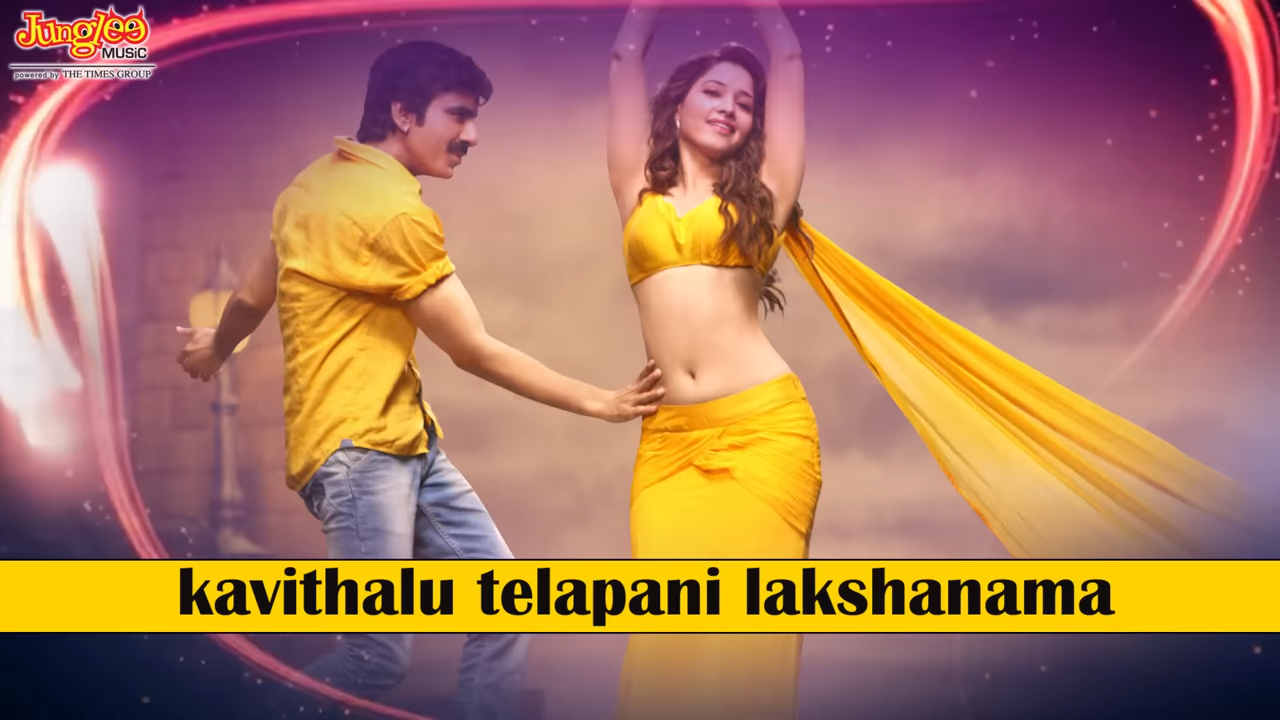 Junglee
MUSIC
powered by THE TIMES GROUP
kavithalu telapani lakshanama